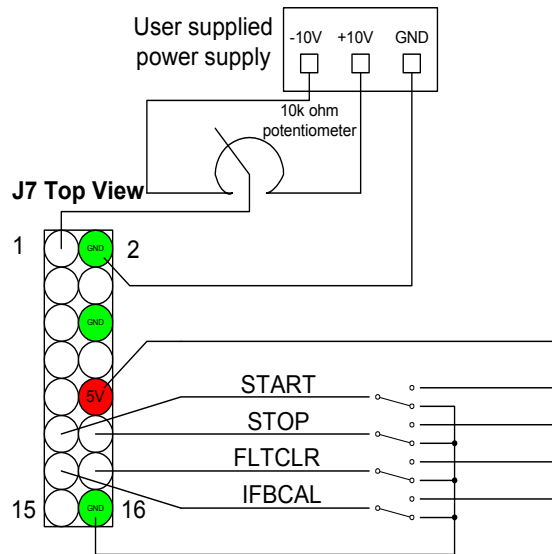 User supplied
power supply
-10V +10V GND
10k ohm
potentiometer
J7 Top View
1 GND 2
GND
5V
START
STOP
FLTCLR
IFBCAL
15 GND 16